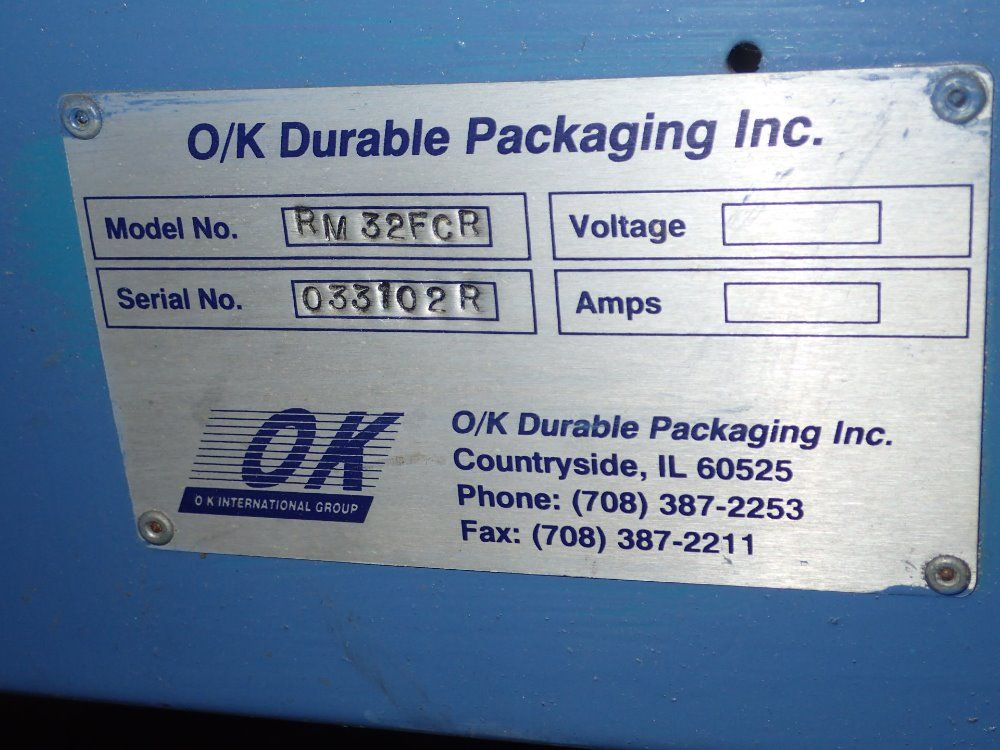 O/K Durable Packaging Inc.
Model No. RM 32FCR
Voltage
Serial No. 033102R
Amps
OK
O K INTERNATIONAL GROUP
O/K Durable Packaging Inc.
Countryside, IL 60525
Phone: (708) 387-2253
Fax: (708) 387-2211